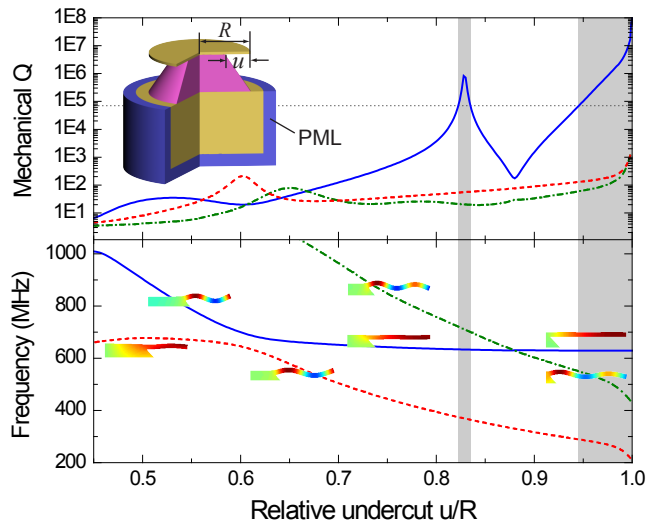 1E8
1E7
1E6
1E5
1E4
1E3
1E2
1E1
Mechanical Q
R
u
PML
1000
800
600
400
200
Frequency (MHz)
0.5 0.6 0.7 0.8 0.9 1.0
Relative undercut u/R